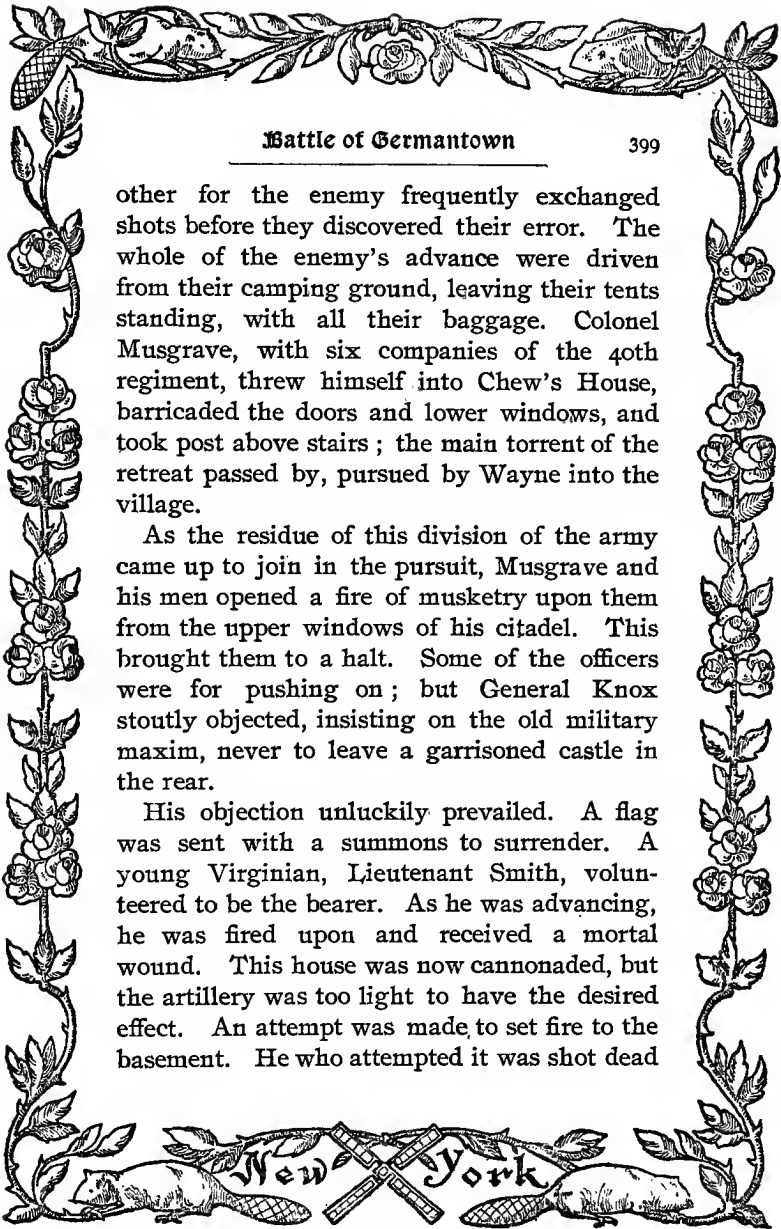 Battle of Germantown 399
other for the enemy frequently exchanged
shots before they discovered their error. The
whole of the enemy's advance were driven
from their camping ground, leaving their tents
standing, with all their baggage. Colonel
Musgrave, with six companies of the 40th
regiment, threw himself into Chew's House,
barricaded the doors and lower windows, and
took post above stairs ; the main torrent of the
retreat passed by, pursued by Wayne into the
village.
As the residue of this division of the army
came up to join in the pursuit, Musgrave and
his men opened a fire of musketry upon them
from the upper windows of his citadel. This
brought them to a halt. Some of the officers
were for pushing on ; but General Knox
stoutly objected, insisting on the old military
maxim, never to leave a garrisoned castle in
the rear.
His objection unluckily prevailed. A flag
was sent with a summons to surrender. A
young Virginian, Lieutenant Smith, volun-
teered to be the bearer. As he was advancing,
he was fired upon and received a mortal
wound. This house was now cannonaded, but
the artillery was too light to have the desired
effect. An attempt was made to set fire to the
basement. He who attempted it was shot dead
New York